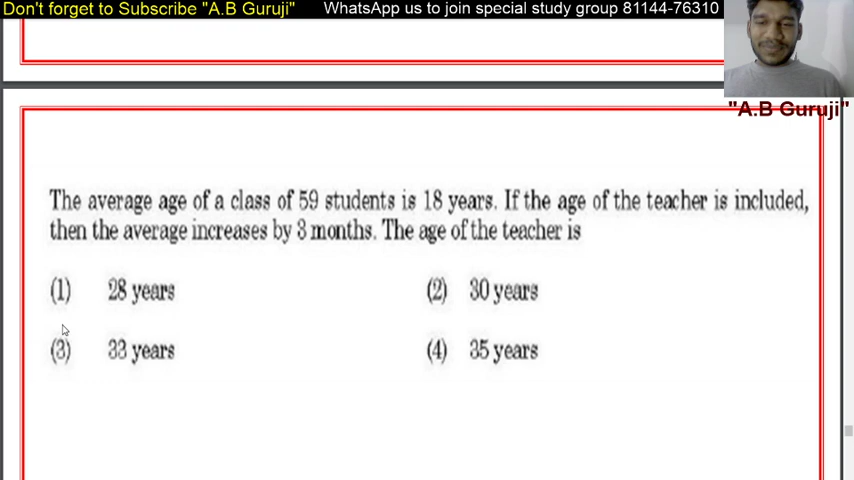 Don't forget to Subscribe "A.B Guruji" WhatsApp us to join special study group 81144-76310
"A.B Guruji"
The average age of a class of 59 students is 18 years. If the age of the teacher is included,
then the average increases by 3 months. The age of the teacher is
(1) 28 years (2) 30 years
(3) 33 years (4) 35 years